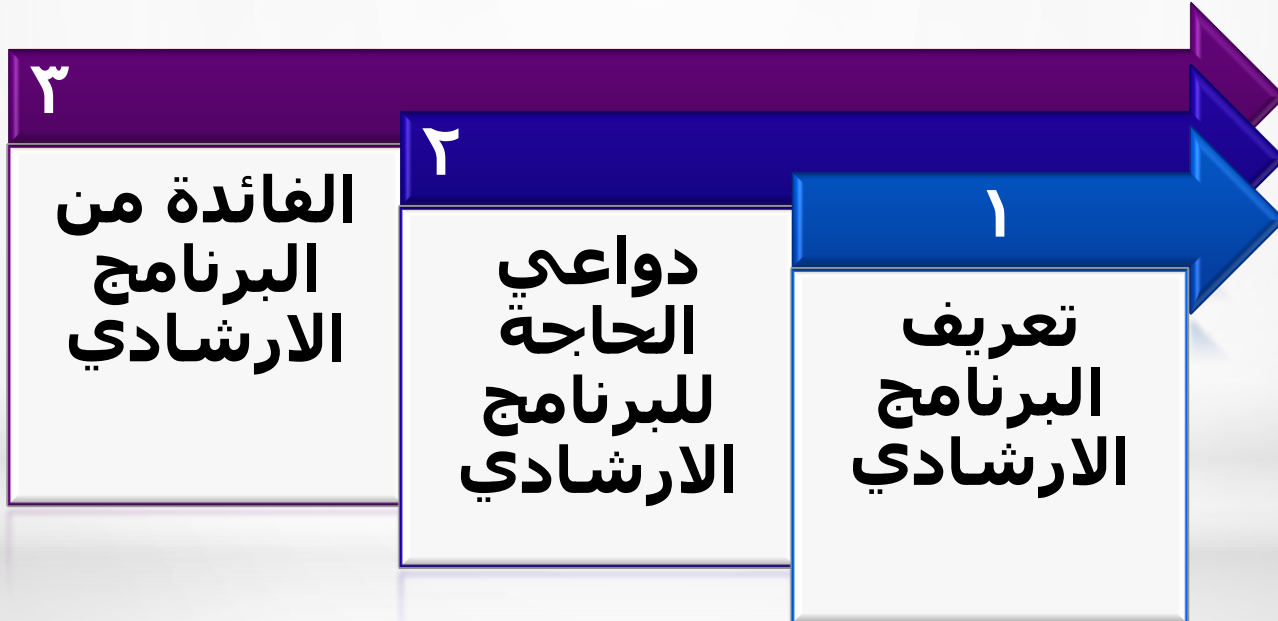 ١
تعريف
البرنامج
الارشادي
٢
دواعي
الحاجة
للبرنامج
الارشادي
٣
الفائدة من
البرنامج
الارشادي